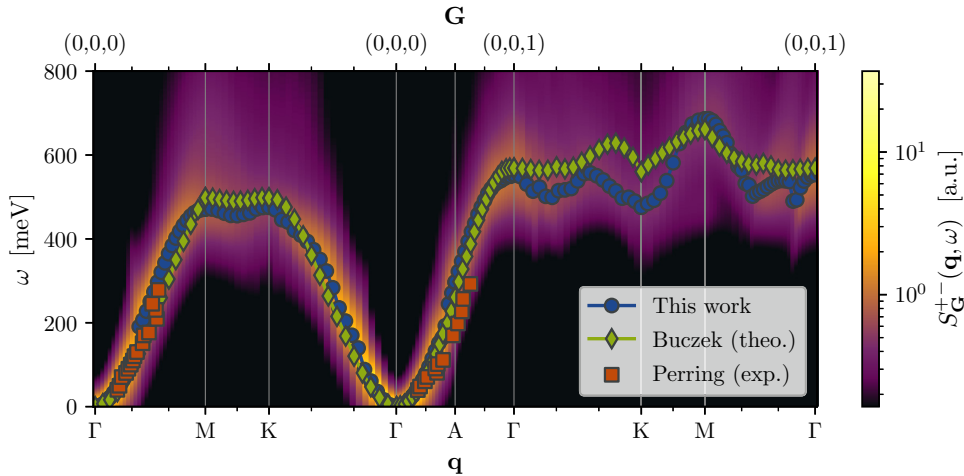 G
(0,0,0) (0,0,0) (0,0,1) (0,0,1)
800
600
400
200
0
ω [meV]
Γ M K Γ A Γ K M Γ
q
This work
Buczek (theo.)
Perring (exp.)
10¹
10⁰
S⁺⁻_G(q, ω) [a.u.]